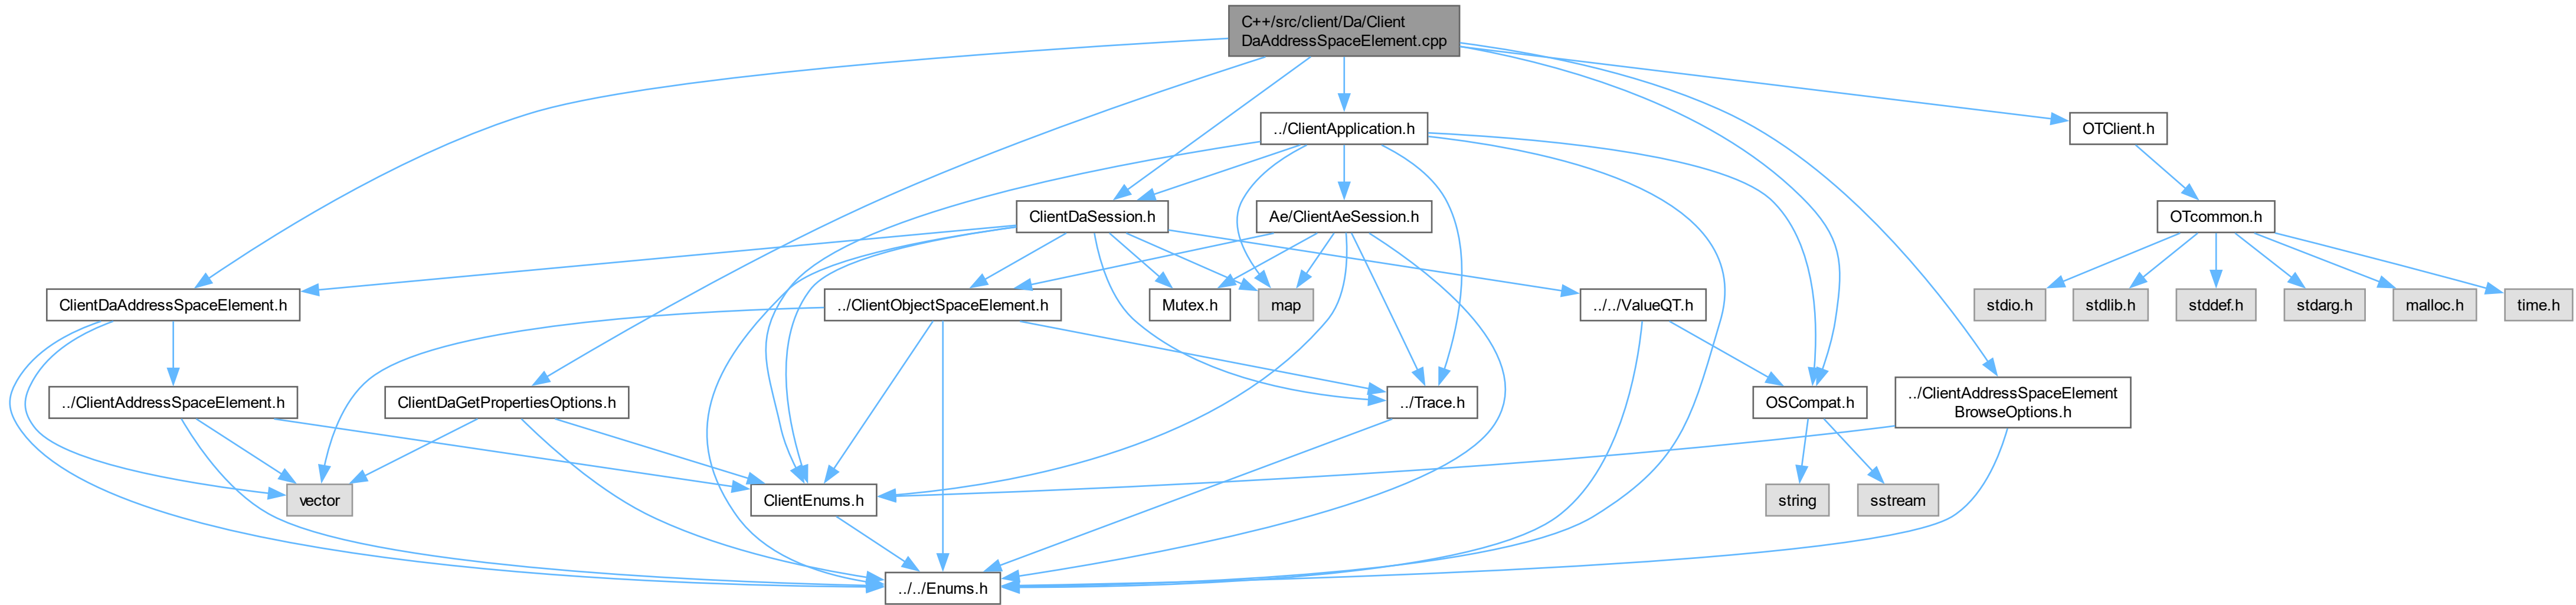 C++/src/client/Da/Client
DaAddressSpaceElement.cpp
../ClientApplication.h
OTClient.h
ClientDaSession.h
Ae/ClientAeSession.h
OTcommon.h
ClientDaAddressSpaceElement.h
../ClientObjectSpaceElement.h
Mutex.h
map
../../ValueQT.h
stdio.h
stdlib.h
stddef.h
stdarg.h
malloc.h
time.h
../ClientAddressSpaceElement.h
ClientDaGetPropertiesOptions.h
../Trace.h
OSCompat.h
../ClientAddressSpaceElement
BrowseOptions.h
vector
ClientEnums.h
string
sstream
../../Enums.h